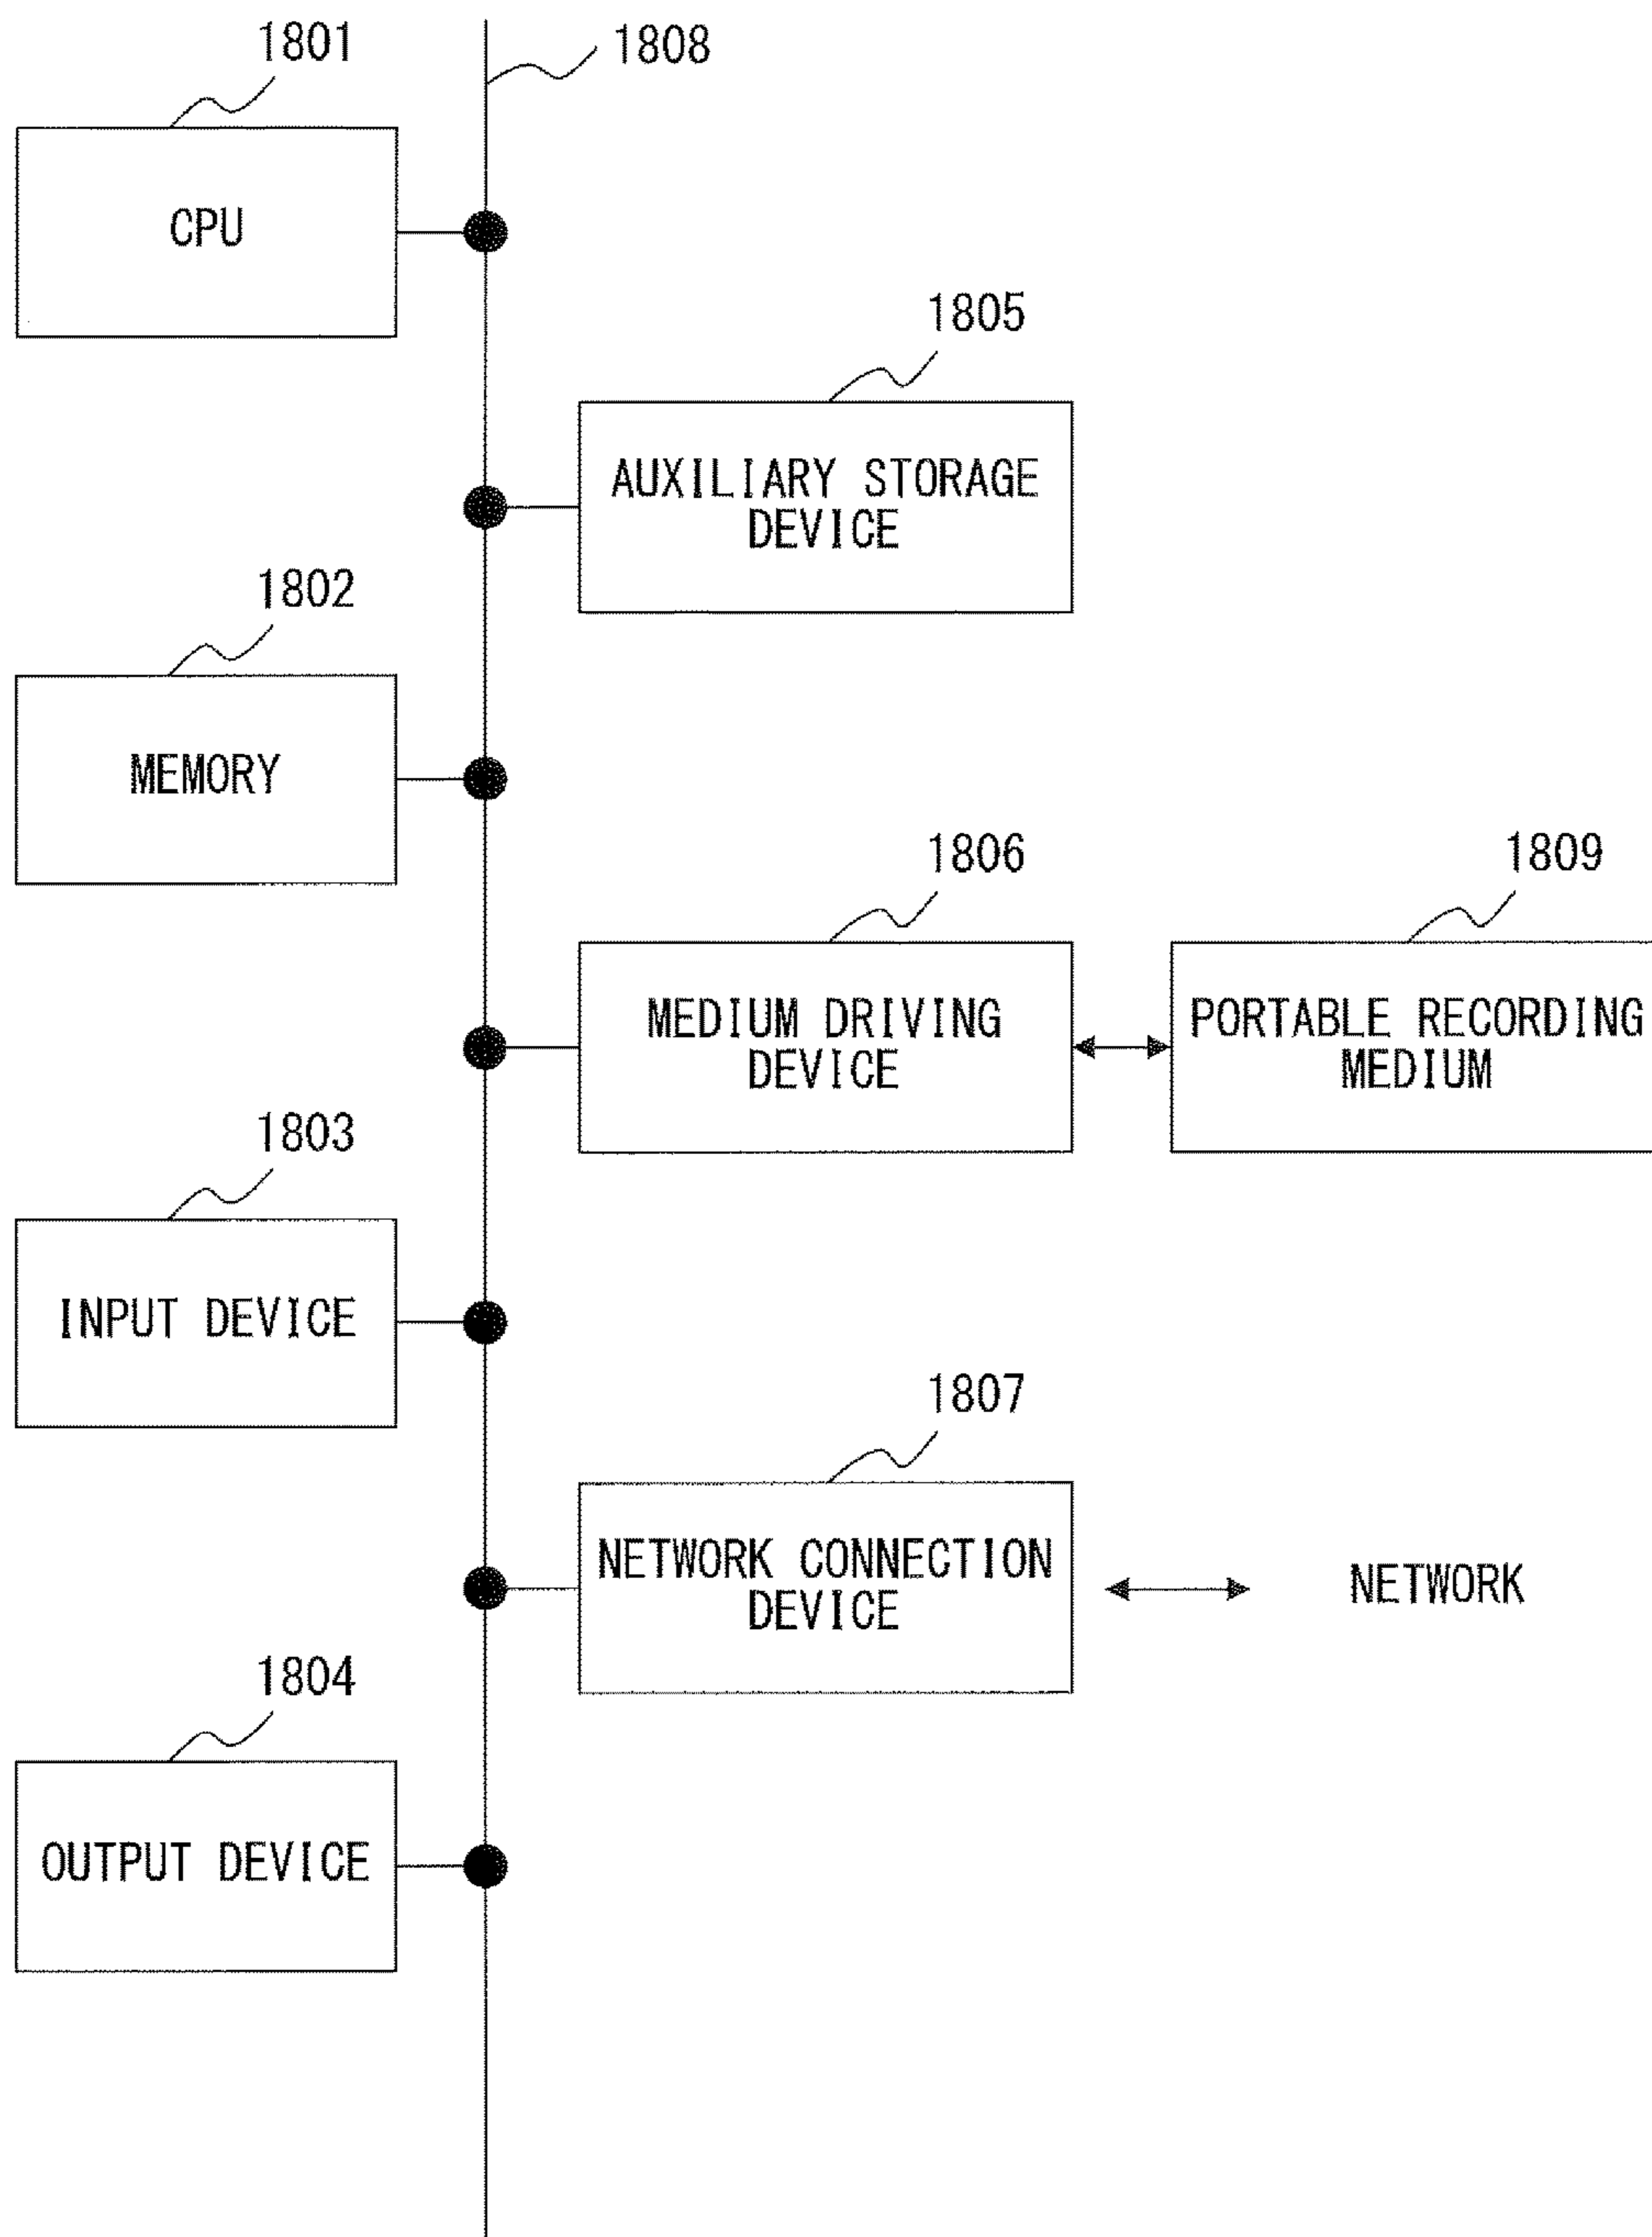 1801
1808
CPU
1805
AUXILIARY STORAGE
DEVICE
1802
MEMORY
1806
1809
MEDIUM DRIVING
DEVICE
PORTABLE RECORDING
MEDIUM
1803
INPUT DEVICE
1807
NETWORK CONNECTION
DEVICE
NETWORK
1804
OUTPUT DEVICE